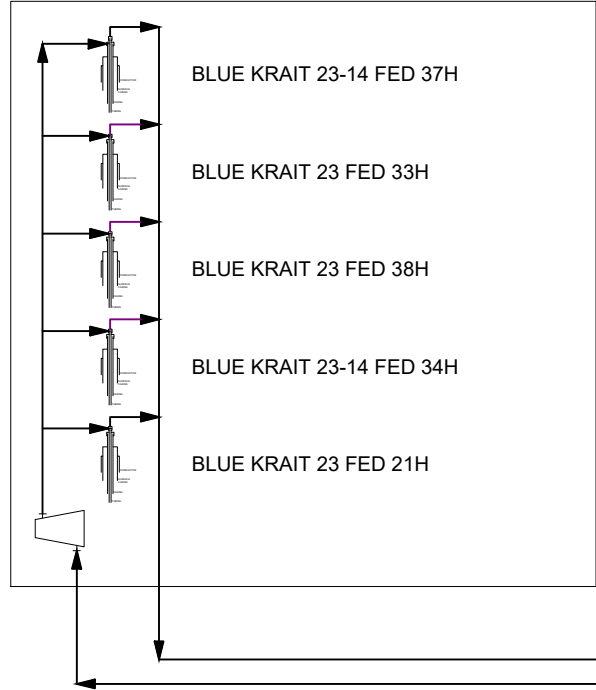 BLUE KRAIT 23-14 FED 37H
BLUE KRAIT 23 FED 33H
BLUE KRAIT 23 FED 38H
BLUE KRAIT 23-14 FED 34H
BLUE KRAIT 23 FED 21H